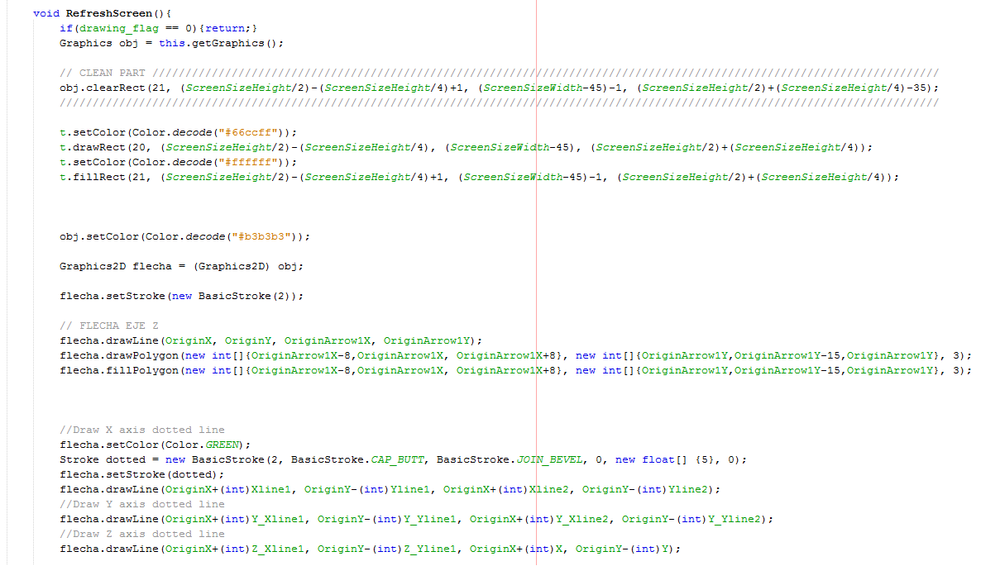 void RefreshScreen(){
if(drawing_flag == 0){return;}
Graphics obj = this.getGraphics();
// CLEAN PART ///////////////////////////////////////////////////////////////////////////////////////////////////////////////////////
obj.clearRect(21, (ScreenSizeHeight/2)-(ScreenSizeHeight/4)+1, (ScreenSizeWidth-45)-1, (ScreenSizeHeight/2)+(ScreenSizeHeight/4)-35);
/////////////////////////////////////////////////////////////////////////////////////////////////////////////////////////////////////
t.setColor(Color.decode("#66ccff"));
t.drawRect(20, (ScreenSizeHeight/2)-(ScreenSizeHeight/4), (ScreenSizeWidth-45), (ScreenSizeHeight/2)+(ScreenSizeHeight/4));
t.setColor(Color.decode("#ffffff"));
t.fillRect(21, (ScreenSizeHeight/2)-(ScreenSizeHeight/4)+1, (ScreenSizeWidth-45)-1, (ScreenSizeHeight/2)+(ScreenSizeHeight/4));
obj.setColor(Color.decode("#b3b3b3"));
Graphics2D flecha = (Graphics2D) obj;
flecha.setStroke(new BasicStroke(2));
// FLECHA EJE Z
flecha.drawLine(OriginX, OriginY, OriginArrow1X, OriginArrow1Y);
flecha.drawPolygon(new int[]{OriginArrow1X-8,OriginArrow1X, OriginArrow1X+8}, new int[]{OriginArrow1Y,OriginArrow1Y-15,OriginArrow1Y}, 3);
flecha.fillPolygon(new int[]{OriginArrow1X-8,OriginArrow1X, OriginArrow1X+8}, new int[]{OriginArrow1Y,OriginArrow1Y-15,OriginArrow1Y}, 3);
//Draw X axis dotted line
flecha.setColor(Color.GREEN);
Stroke dotted = new BasicStroke(2, BasicStroke.CAP_BUTT, BasicStroke.JOIN_BEVEL, 0, new float[] {5}, 0);
flecha.setStroke(dotted);
flecha.drawLine(OriginX+(int)Xline1, OriginY-(int)Yline1, OriginX+(int)Xline2, OriginY-(int)Yline2);
//Draw Y axis dotted line
flecha.drawLine(OriginX+(int)Y_Xline1, OriginY-(int)Y_Yline1, OriginX+(int)Y_Xline2, OriginY-(int)Y_Yline2);
//Draw Z axis dotted line
flecha.drawLine(OriginX+(int)Z_Xline1, OriginY-(int)Z_Yline1, OriginX+(int)X, OriginY-(int)Y);